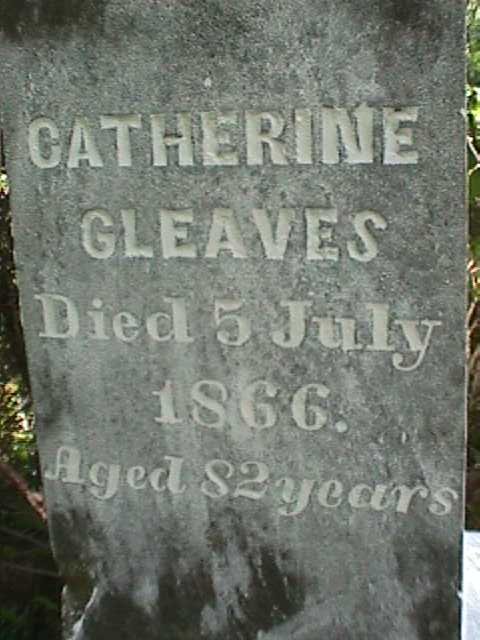 CATHERINE
GLEAVES
Died 5 July
1866.
Aged 82 years